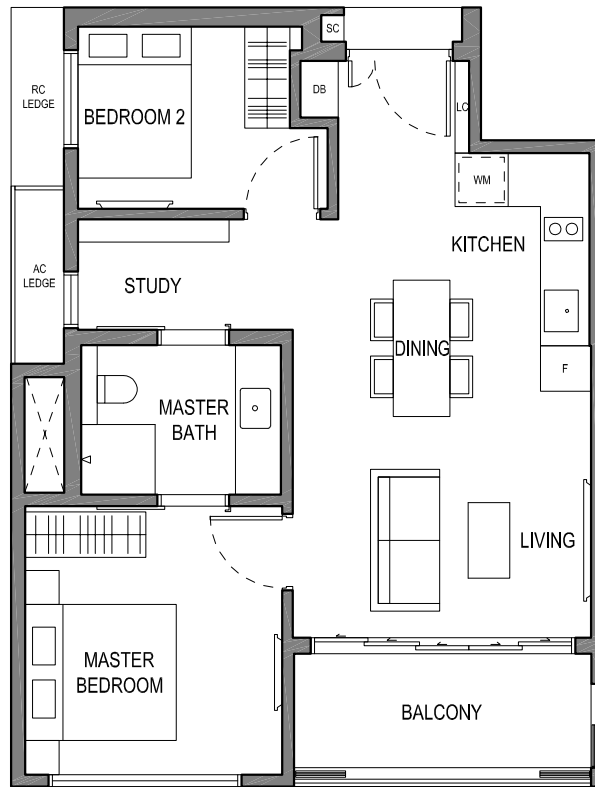 SC
RC
LEDGE
DB
LC
BEDROOM 2
WM
KITCHEN
AC
LEDGE
STUDY
DINING
F
MASTER
BATH
LIVING
MASTER
BEDROOM
BALCONY